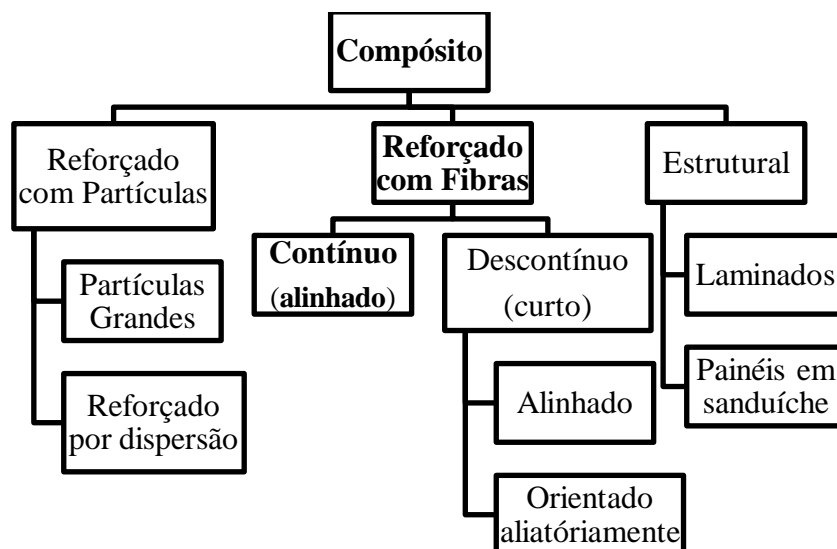 Compósito
Reforçado
com Partículas
Partículas
Grandes
Reforçado
por dispersão
Reforçado
com Fibras
Contínuo
(alinhado)
Descontínuo
(curto)
Alinhado
Orientado
aliatóriamente
Estrutural
Laminados
Painéis em
sanduíche